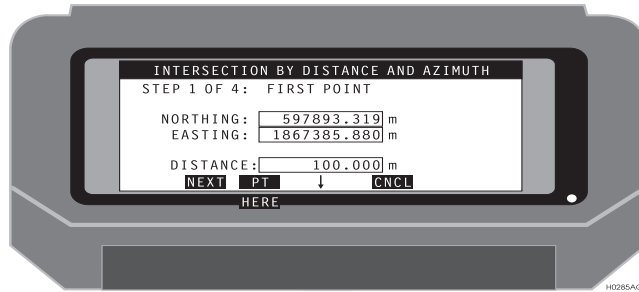 INTERSECTION BY DISTANCE AND AZIMUTH
STEP 1 OF 4: FIRST POINT
NORTHING: 597893.319 m
EASTING: 1867385.880 m
DISTANCE: 100.000 m
NEXT PT ↓ CNCL
HERE
H0285AC